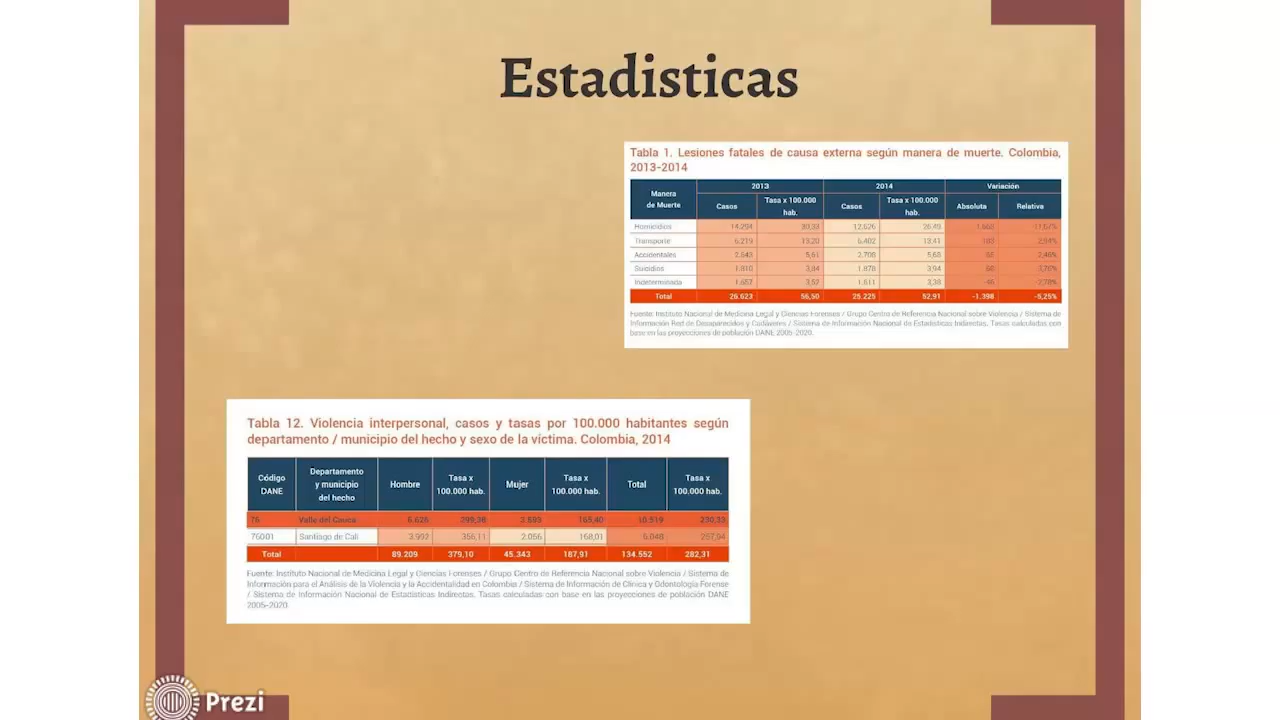 Estadisticas
Tabla 1. Lesiones fatales de causa externa según manera de muerte. Colombia,
2013-2014
Manera de Muerte 2013 2014 Variación
Casos Tasa x 100.000 hab. Casos Tasa x 100.000 hab. Absoluta Relativa
Homicidios 14.294 30,33 12.626 26,49 1.668 -11,67%
Transporte 6.219 13,20 6.402 13,41 183 2,94%
Accidentales 2.643 5,61 2.708 5,68 65 2,46%
Suicidios 1.810 3,84 1.878 3,94 68 3,76%
Indeterminada 1.657 3,52 1.611 3,38 -46 -2,78%
Total 26.623 56,50 25.225 52,91 -1.398 -5,25%
Fuente: Instituto Nacional de Medicina Legal y Ciencias Forenses / Grupo Centro de Referencia Nacional sobre Violencia / Sistema de
Información Red de Desaparecidos y Cadáveres / Sistema de Información Nacional de Estadísticas Indirectas. Tasas calculadas con
base en las proyecciones de población DANE 2005-2020.
Tabla 12. Violencia interpersonal, casos y tasas por 100.000 habitantes según
departamento / municipio del hecho y sexo de la víctima. Colombia, 2014
Código DANE Departamento y municipio del hecho Hombre Tasa x 100.000 hab. Mujer Tasa x 100.000 hab. Total Tasa x 100.000 hab.
76 Valle del Cauca 6.626 299,38 3.893 165,40 10.519 230,33
76001 Santiago de Cali 3.992 356,11 2.056 168,01 6.048 257,94
Total 89.209 379,10 45.343 187,91 134.552 282,31
Fuente: Instituto Nacional de Medicina Legal y Ciencias Forenses / Grupo Centro de Referencia Nacional sobre Violencia / Sistema de
Información para el Análisis de la Violencia y la Accidentalidad en Colombia / Sistema de Información de Clínica y Odontología Forense
/ Sistema de Información Nacional de Estadísticas Indirectas. Tasas calculadas con base en las proyecciones de población DANE
2005-2020.
Prezi